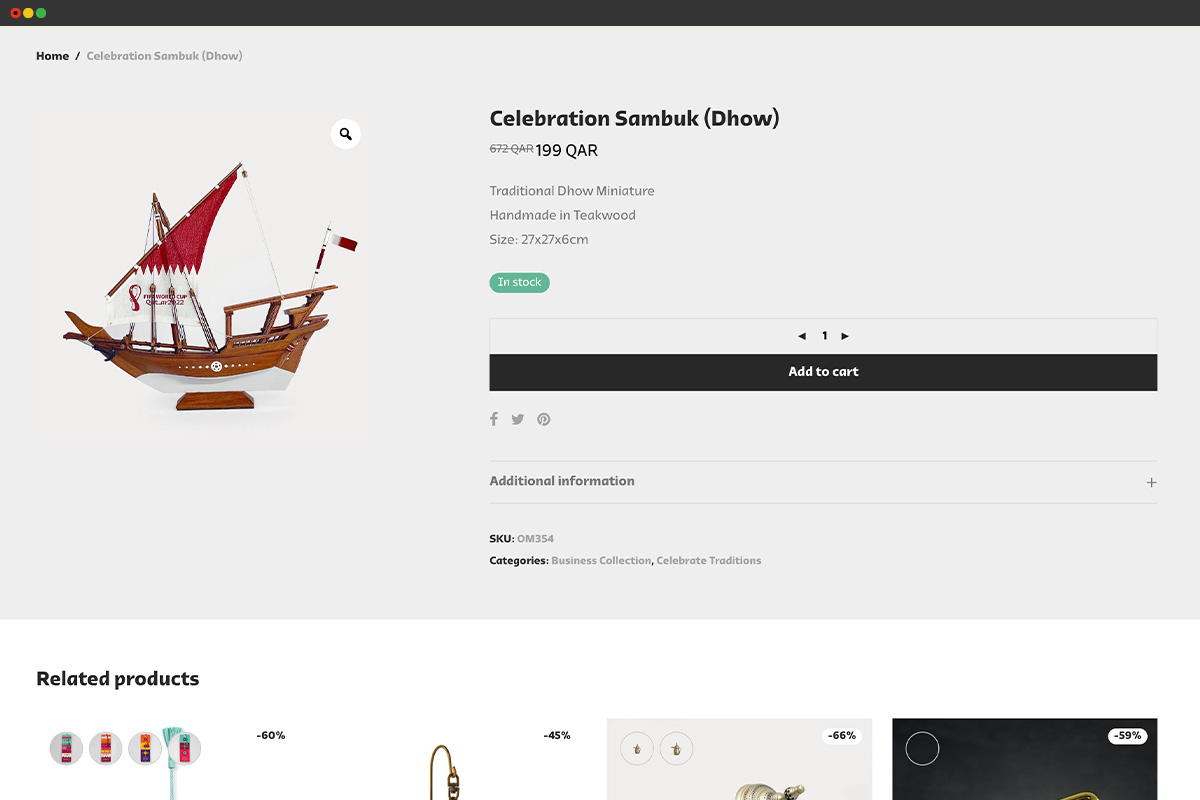 Home / Celebration Sambuk (Dhow)
Celebration Sambuk (Dhow)
672 QAR 199 QAR
Traditional Dhow Miniature
Handmade in Teakwood
Size: 27x27x6cm
In stock
FIFA WORLD CUP
Qatar2022
1
Add to cart
Additional information
SKU: OM354
Categories: Business Collection, Celebrate Traditions
Related products
-60%
-45%
-66%
-59%